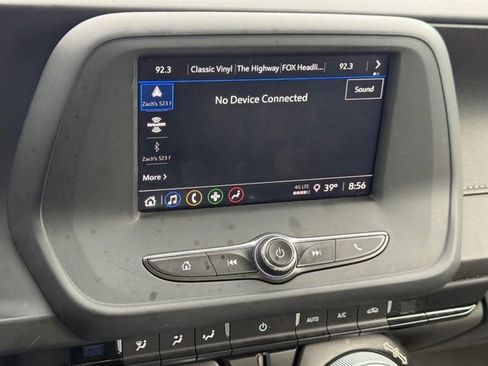 92.3 Classic Vinyl The Highway FOX Headli... 92.3
Zach's S23 F
No Device Connected
Sound
Zach's S23 F
More >
4G LTE 39° 8:56
AUTO A/C